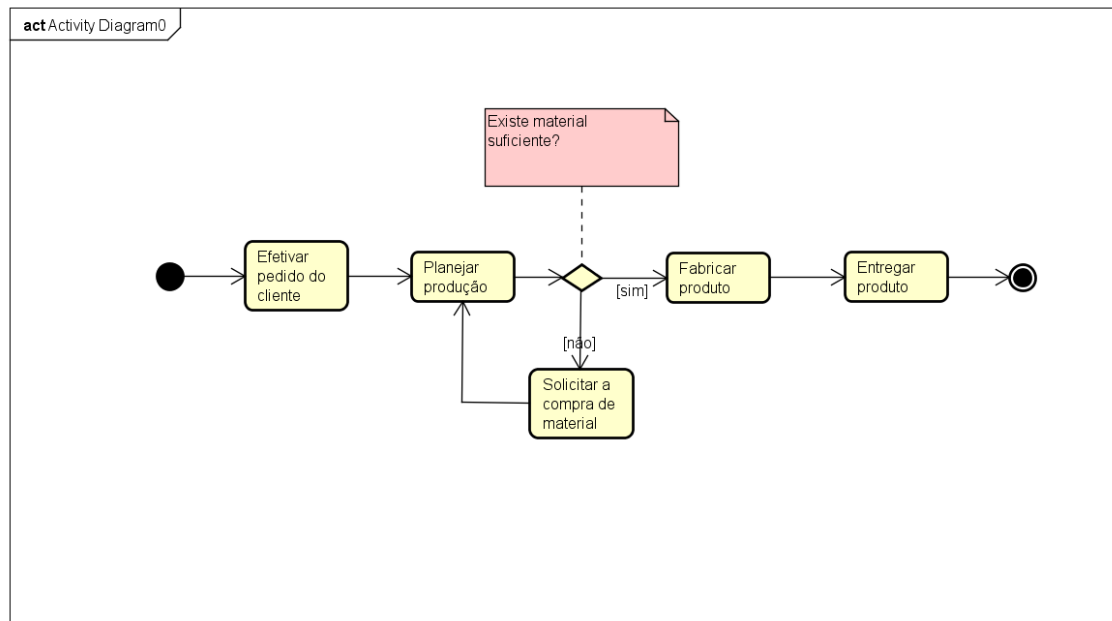 act Activity Diagram0
Existe material
suficiente?
Efetivar
pedido do
cliente
Planejar
produção
[sim]
Fabricar
produto
Entregar
produto
[não]
Solicitar a
compra de
material